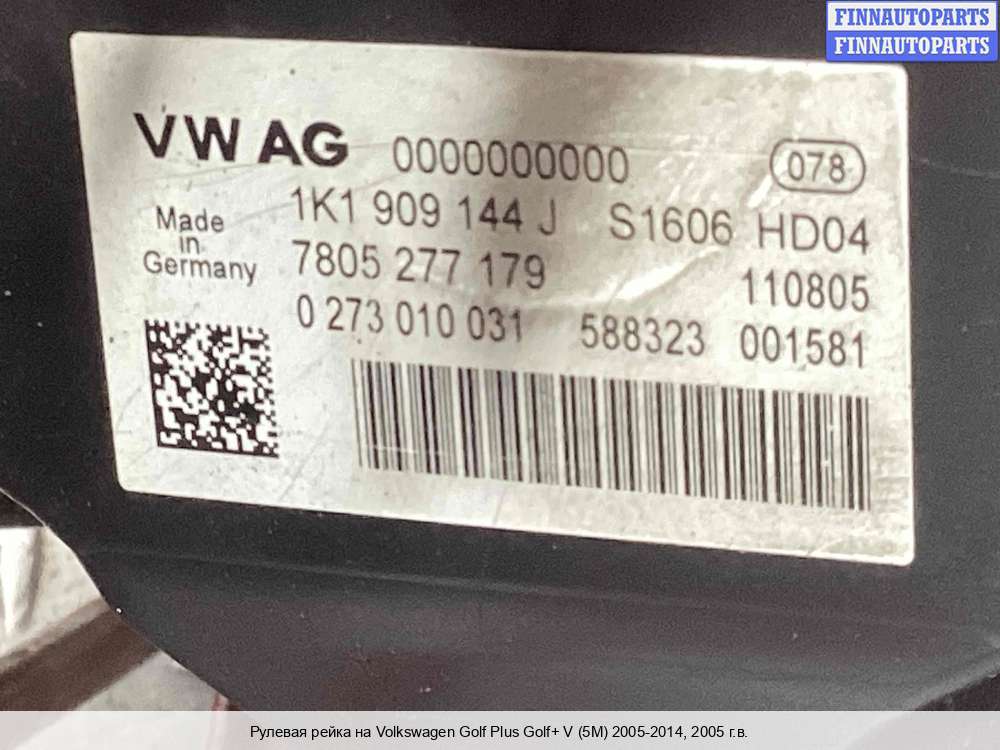 FINNAUTOPARTS
FINNAUTOPARTS
VW AG 0000000000 078
1K1 909 144 J S1606 HD04
Made
in
Germany
7805 277 179 110805
0 273 010 031 588323 001581
Рулевая рейка на Volkswagen Golf Plus Golf+ V (5M) 2005-2014, 2005 г.в.